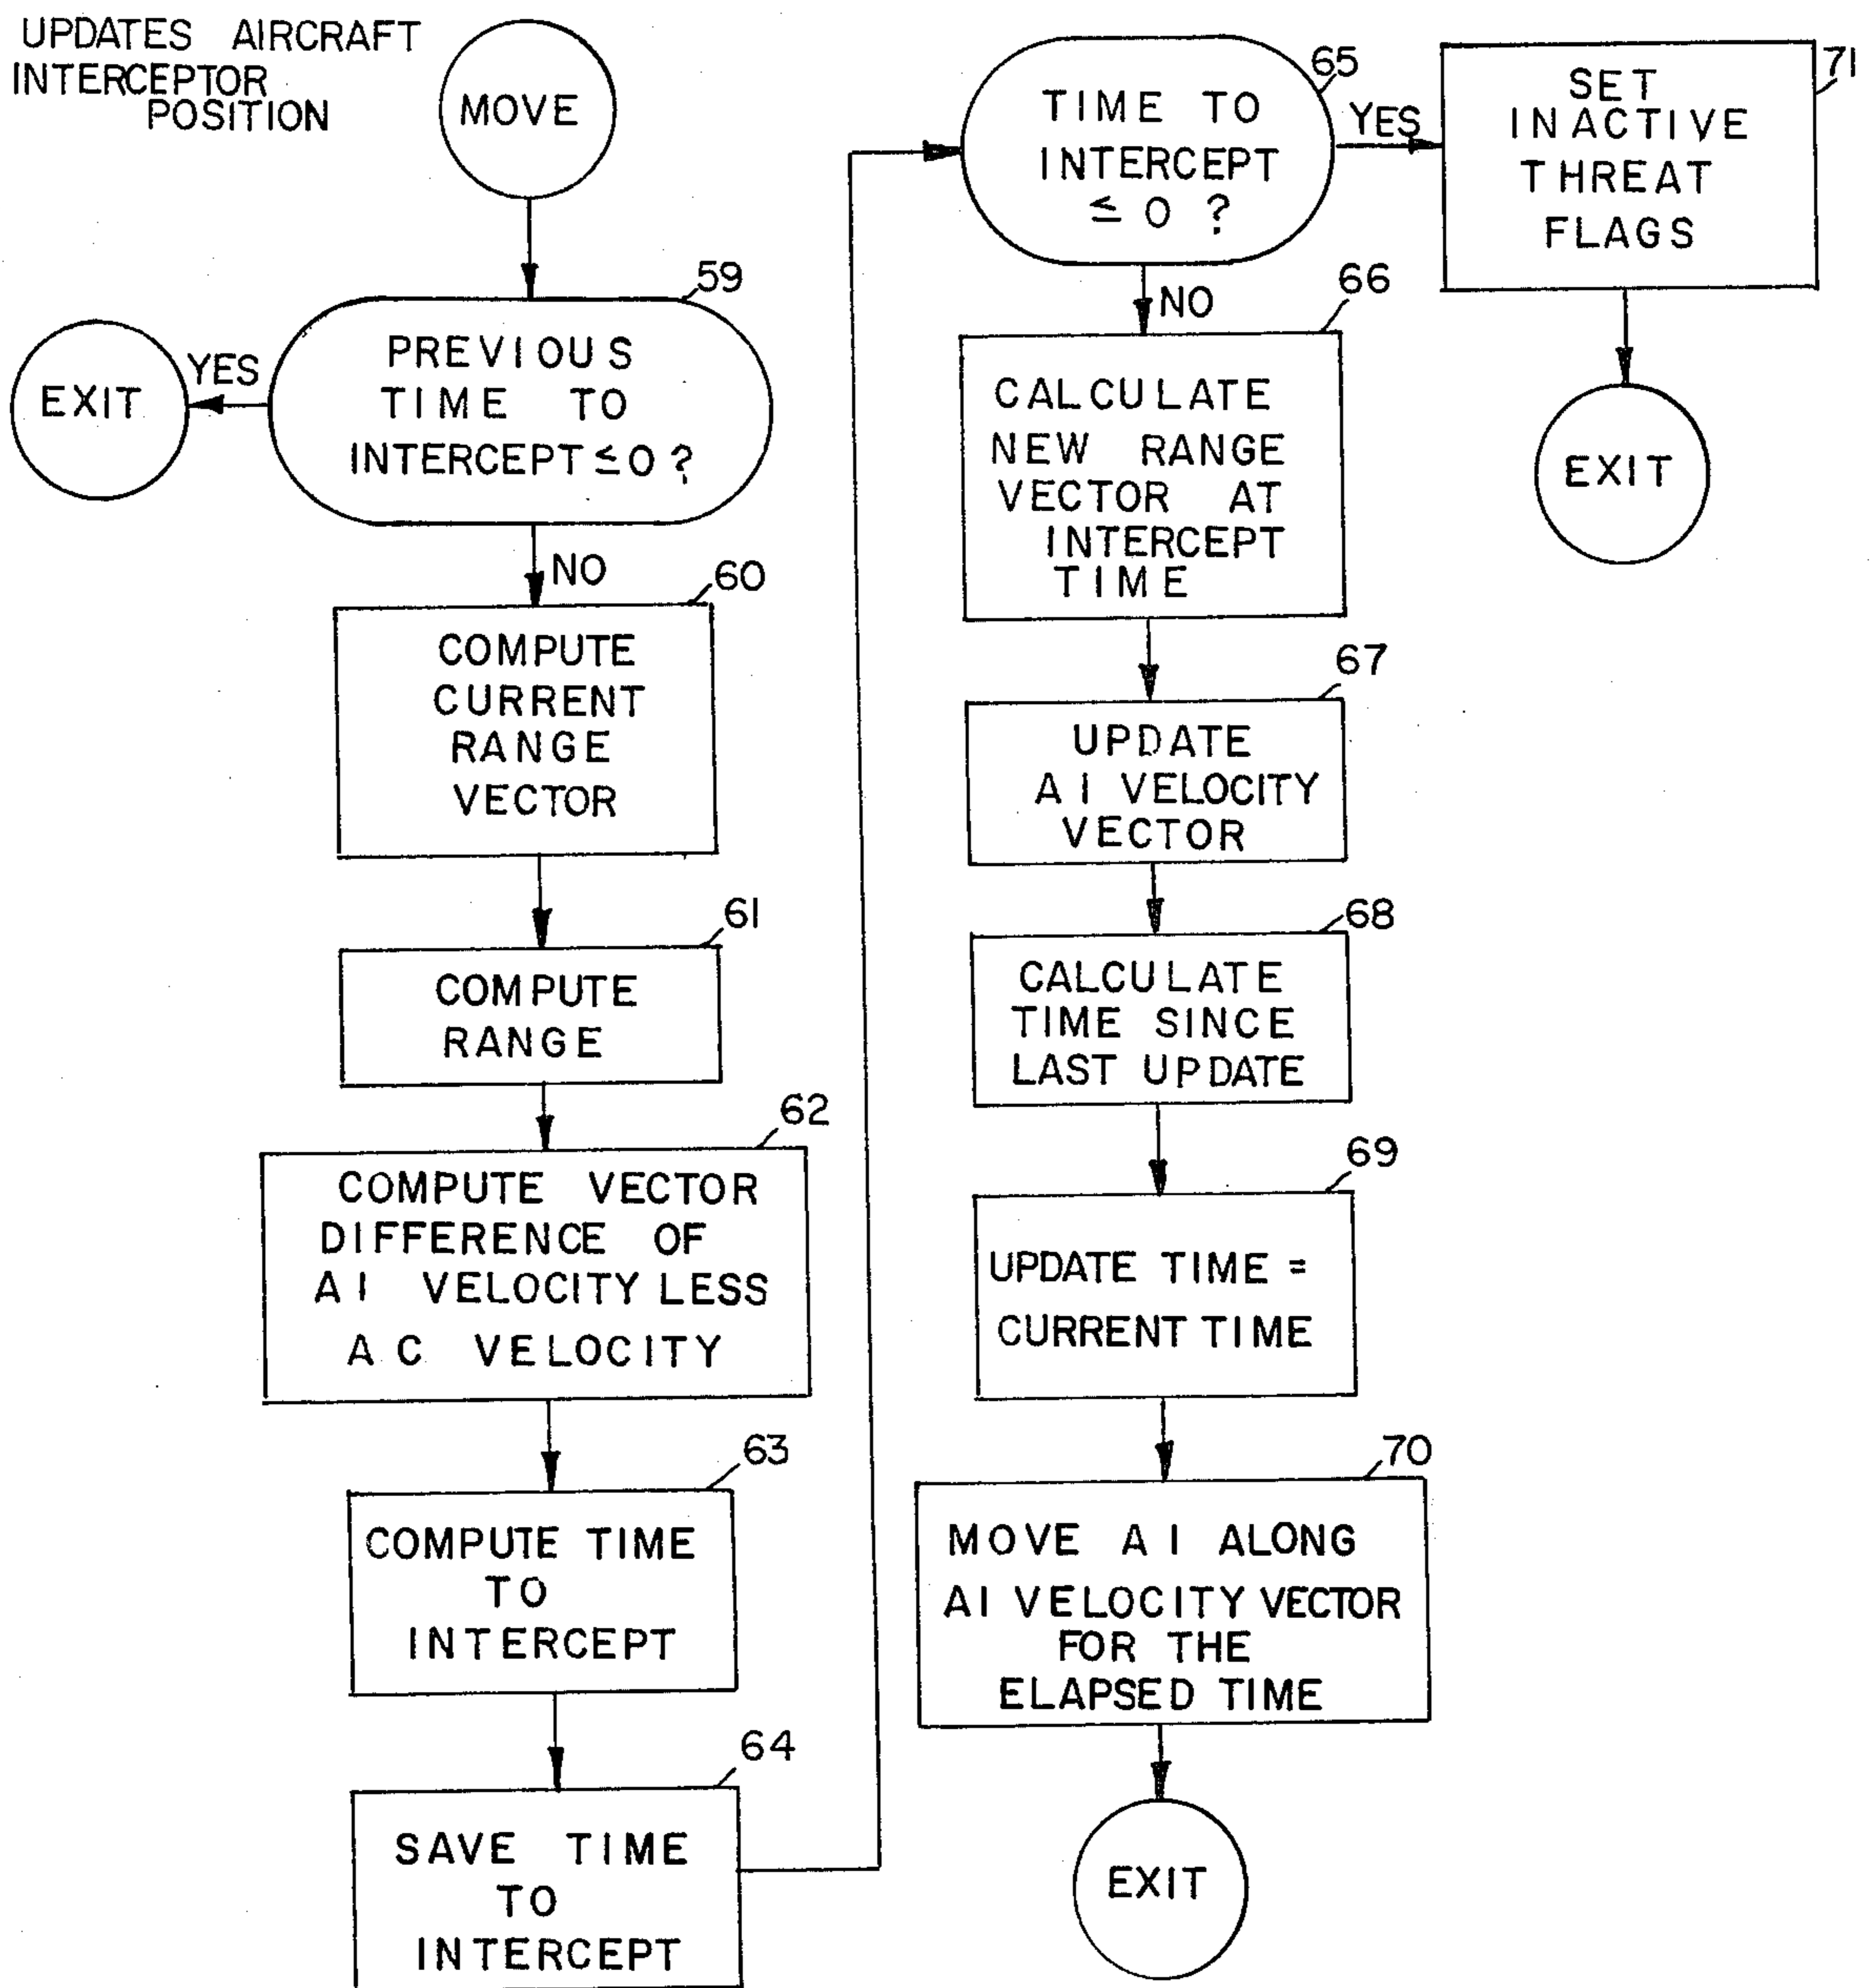 UPDATES AIRCRAFT
INTERCEPTOR
POSITION
MOVE
59
PREVIOUS
TIME TO
INTERCEPT ≤ 0 ?
YES
EXIT
NO
60
COMPUTE
CURRENT
RANGE
VECTOR
61
COMPUTE
RANGE
62
COMPUTE VECTOR
DIFFERENCE OF
AI VELOCITY LESS
AC VELOCITY
63
COMPUTE TIME
TO
INTERCEPT
64
SAVE TIME
TO
INTERCEPT
65
TIME TO
INTERCEPT
≤ 0 ?
YES
71
SET
INACTIVE
THREAT
FLAGS
EXIT
NO
66
CALCULATE
NEW RANGE
VECTOR AT
INTERCEPT
TIME
67
UPDATE
AI VELOCITY
VECTOR
68
CALCULATE
TIME SINCE
LAST UPDATE
69
UPDATE TIME =
CURRENT TIME
70
MOVE AI ALONG
AI VELOCITY VECTOR
FOR THE
ELAPSED TIME
EXIT